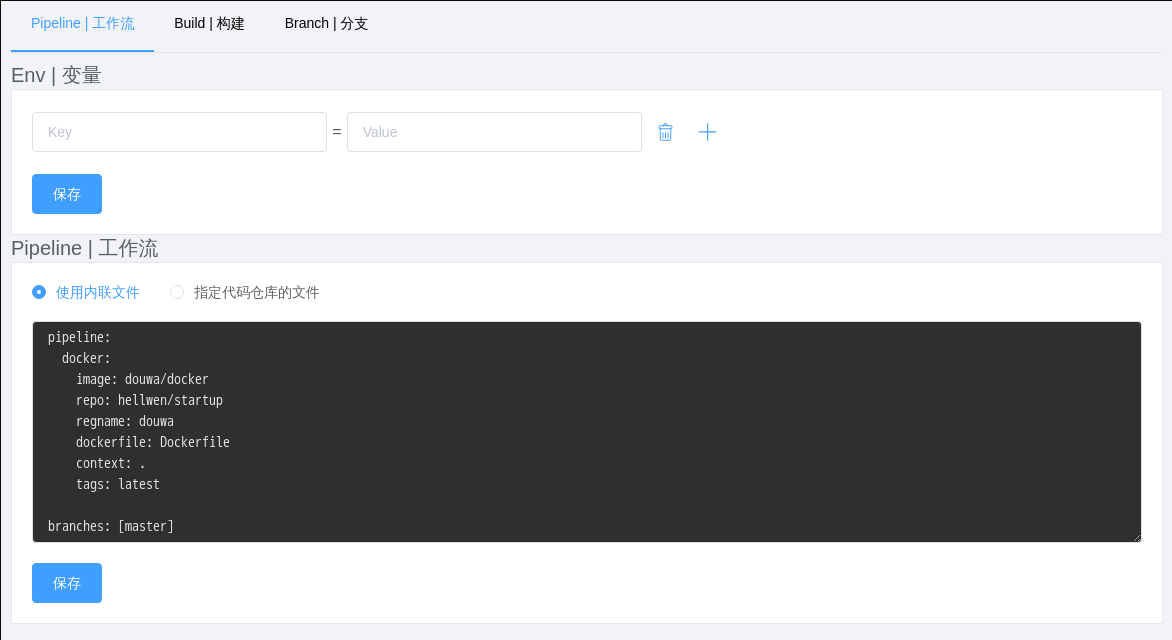 Pipeline | 工作流 Build | 构建 Branch | 分支
Env | 变量
Key = Value
保存
Pipeline | 工作流
使用内联文件 指定代码仓库的文件
pipeline:
  docker:
    image: douwa/docker
    repo: hellwen/startup
    regname: douwa
    dockerfile: Dockerfile
    context: .
    tags: latest
branches: [master]
保存